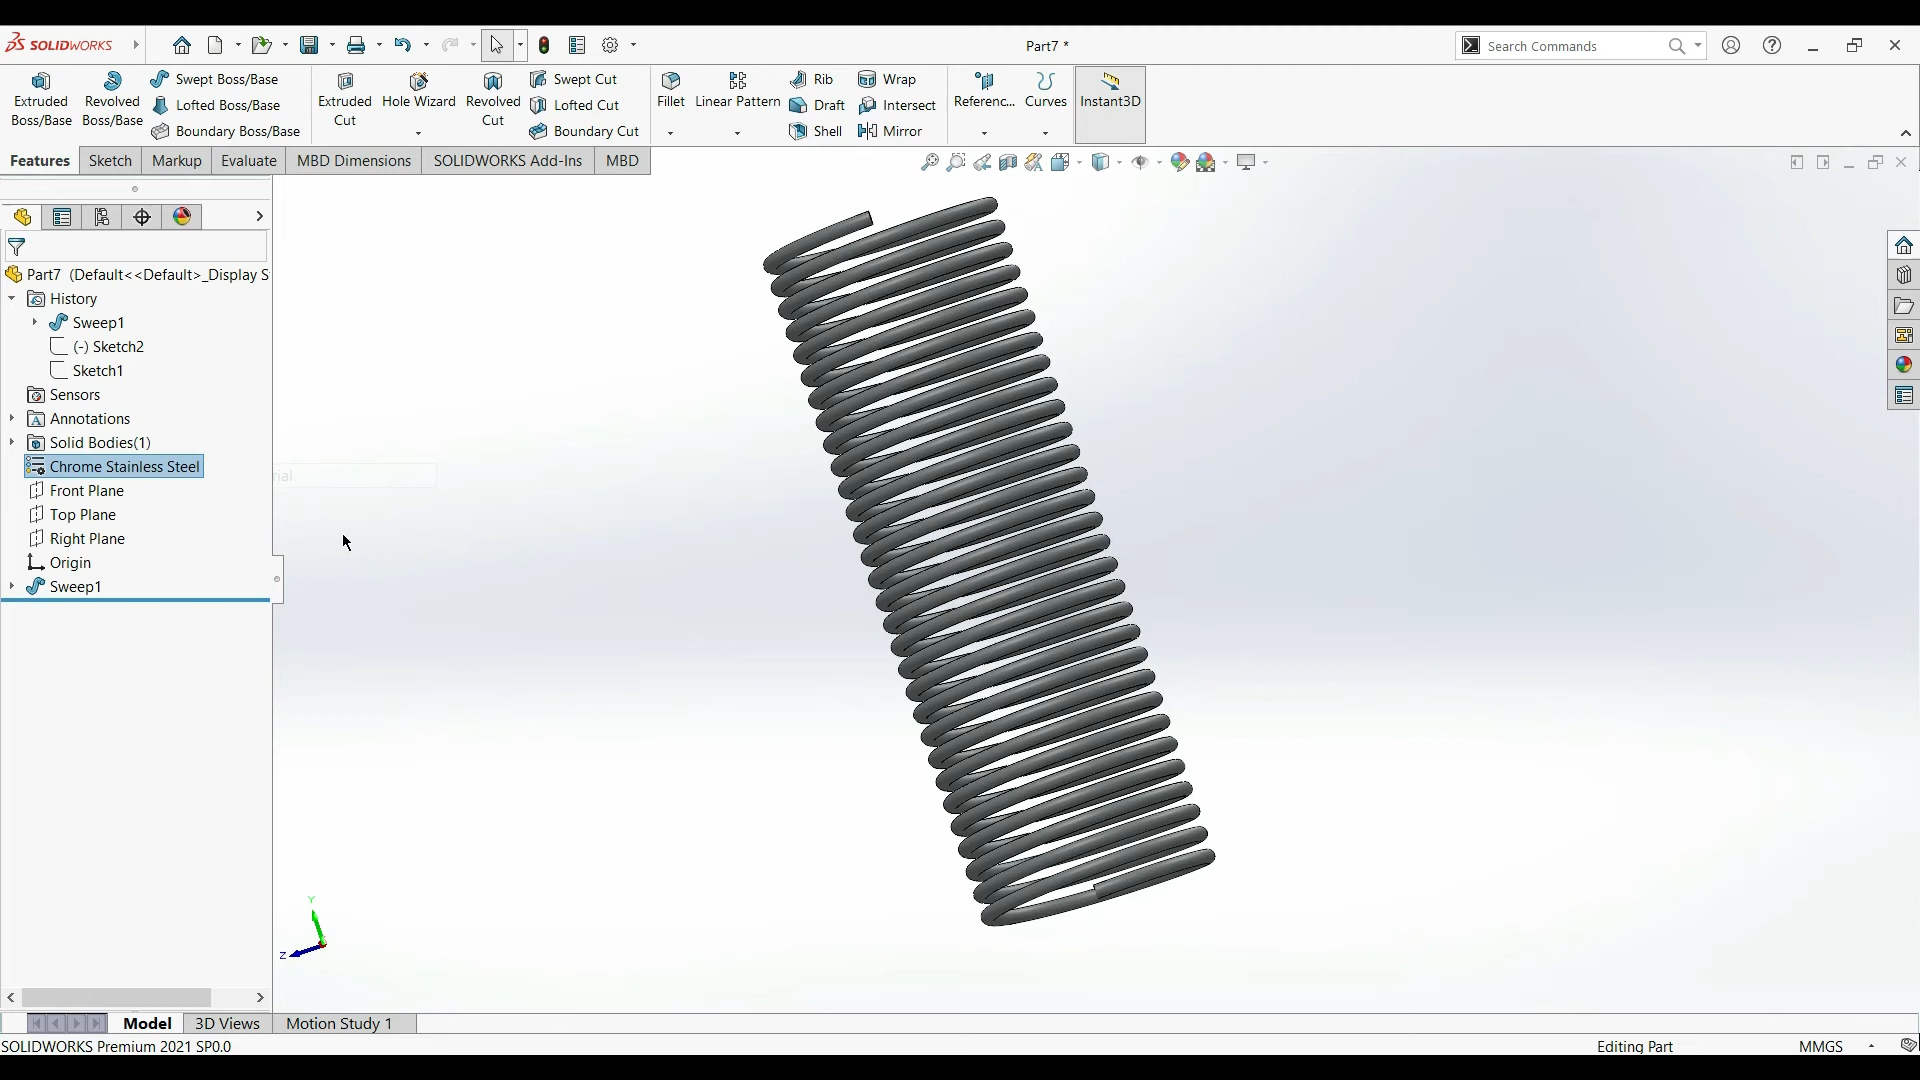 SOLIDWORKS
Part7 *
Search Commands
Extruded Boss/Base
Revolved Boss/Base
Swept Boss/Base
Lofted Boss/Base
Boundary Boss/Base
Extruded Cut
Hole Wizard
Revolved Cut
Swept Cut
Lofted Cut
Boundary Cut
Fillet
Linear Pattern
Rib
Draft
Shell
Wrap
Intersect
Mirror
Referenc...
Curves
Instant3D
Features
Sketch
Markup
Evaluate
MBD Dimensions
SOLIDWORKS Add-Ins
MBD
Part7 (Default<<Default>_Display S
History
Sweep1
(-) Sketch2
Sketch1
Sensors
Annotations
Solid Bodies(1)
Chrome Stainless Steel
rial
Front Plane
Top Plane
Right Plane
Origin
Sweep1
Y
Z
Model
3D Views
Motion Study 1
SOLIDWORKS Premium 2021 SP0.0
Editing Part
MMGS